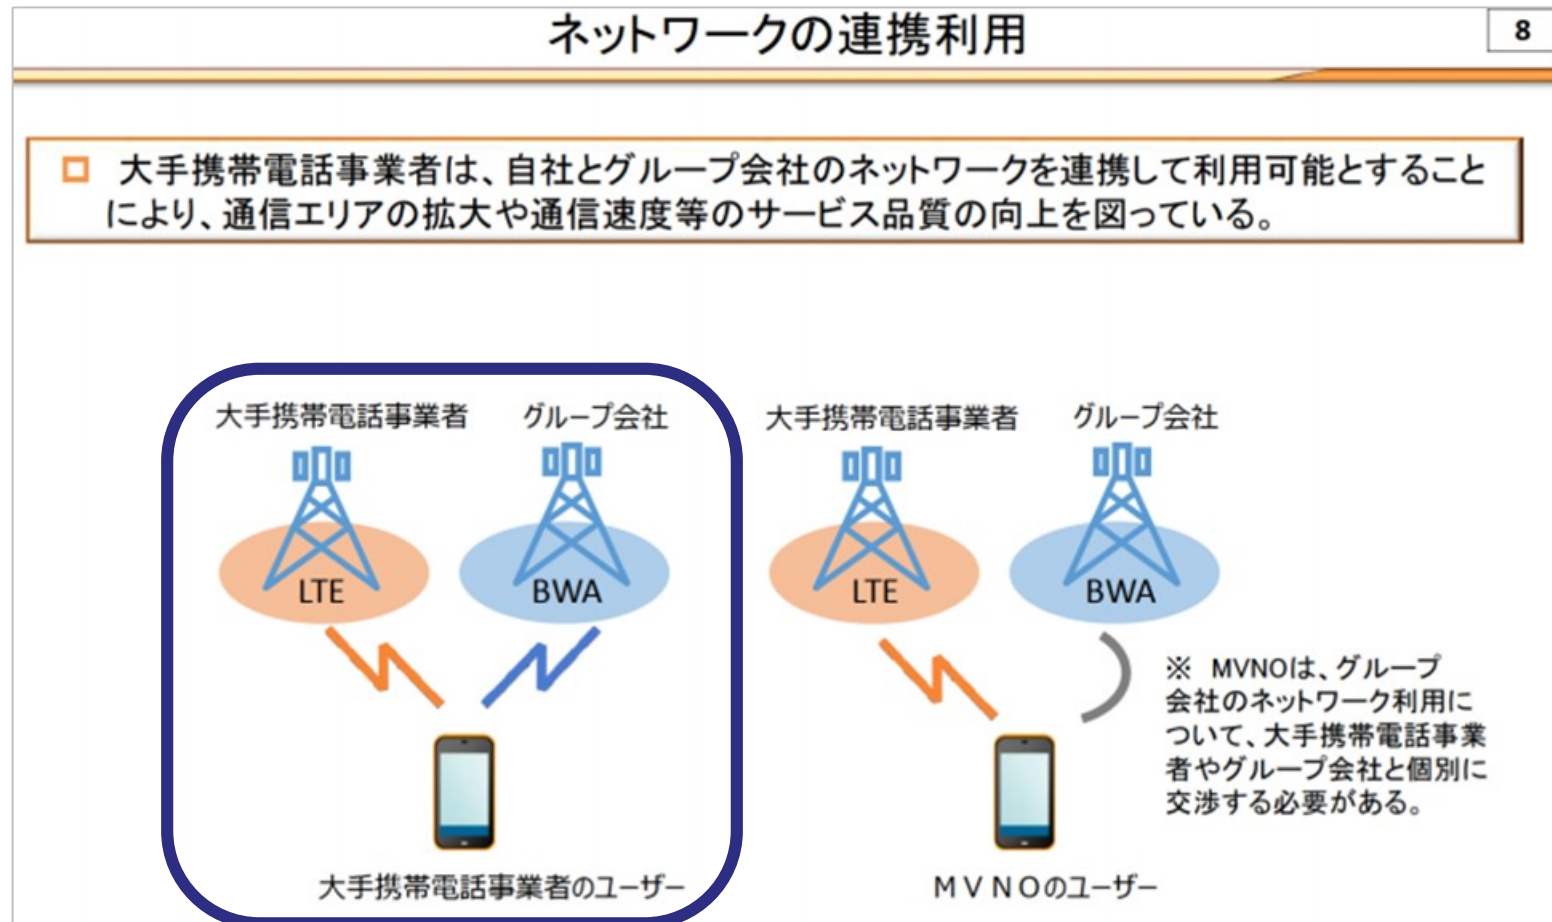 ネットワークの連携利用
8
大手携帯電話事業者は、自社とグループ会社のネットワークを連携して利用可能とすること
により、通信エリアの拡大や通信速度等のサービス品質の向上を図っている。
大手携帯電話事業者
グループ会社
LTE
BWA
大手携帯電話事業者のユーザー
大手携帯電話事業者
グループ会社
LTE
BWA
※ MVNOは、グループ
会社のネットワーク利用に
ついて、大手携帯電話事業
者やグループ会社と個別に
交渉する必要がある。
ＭＶＮＯのユーザー